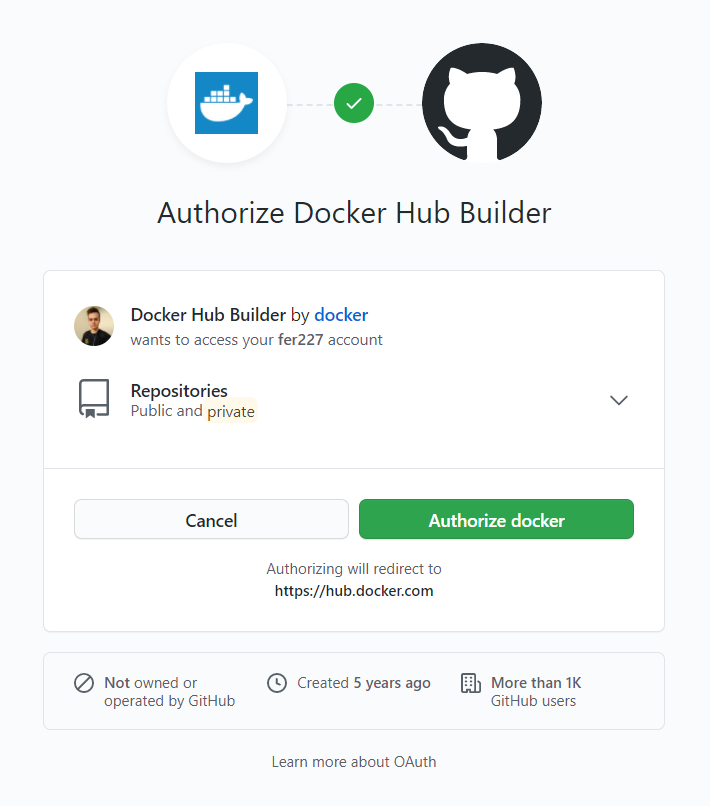 Authorize Docker Hub Builder
Docker Hub Builder by docker
wants to access your fer227 account
Repositories
Public and private
Cancel
Authorize docker
Authorizing will redirect to
https://hub.docker.com
Not owned or
operated by GitHub
Created 5 years ago
More than 1K
GitHub users
Learn more about OAuth